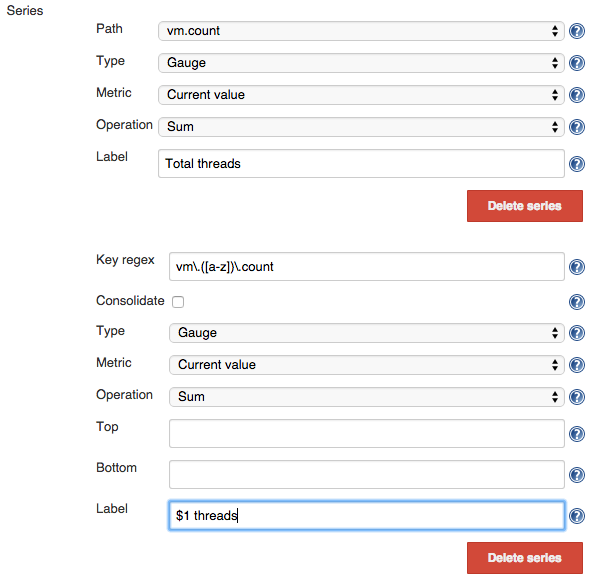 Series
Path vm.count ?
Type Gauge ?
Metric Current value ?
Operation Sum ?
Label Total threads ?
Delete series
Key regex vm\.([a-z])\.count ?
Consolidate ?
Type Gauge ?
Metric Current value ?
Operation Sum ?
Top ?
Bottom ?
Label $1 threads ?
Delete series